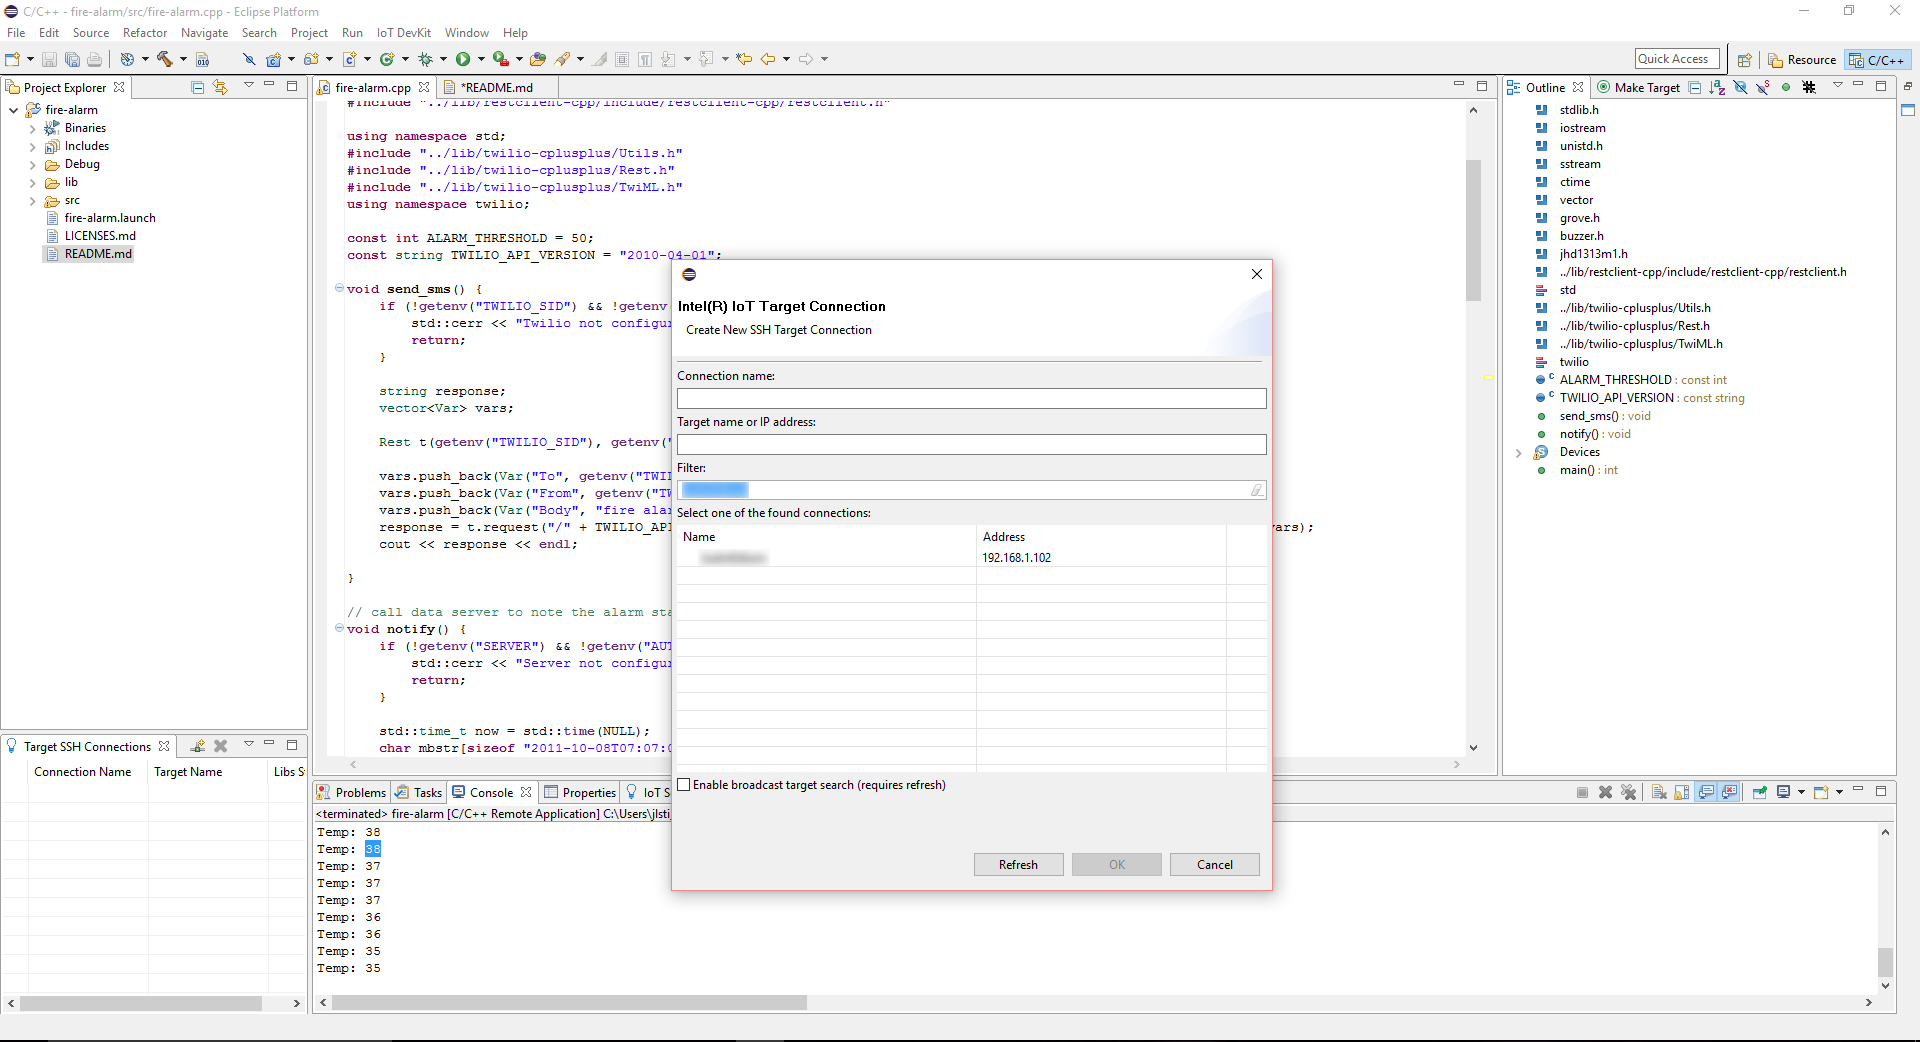 C/C++ - fire-alarm/src/fire-alarm.cpp - Eclipse Platform
File Edit Source Refactor Navigate Search Project Run IoT DevKit Window Help
Quick Access
Resource
C/C++
Project Explorer
fire-alarm
Binaries
Includes
Debug
lib
src
fire-alarm.launch
LICENSES.md
README.md
fire-alarm.cpp
*README.md
#include "../lib/restclient-cpp/include/restclient-cpp/restclient.h"
using namespace std;
#include "../lib/twilio-cplusplus/Utils.h"
#include "../lib/twilio-cplusplus/Rest.h"
#include "../lib/twilio-cplusplus/TwiML.h"
using namespace twilio;
const int ALARM_THRESHOLD = 50;
const string TWILIO_API_VERSION = "2010-04-01";
void send_sms() {
if (!getenv("TWILIO_SID") && !getenv
std::cerr << "Twilio not configu
return;
}
string response;
vector<Var> vars;
Rest t(getenv("TWILIO_SID"), getenv("
vars.push_back(Var("To", getenv("TWI
vars.push_back(Var("From", getenv("TW
vars.push_back(Var("Body", "fire ala
response = t.request("/" + TWILIO_AP
ars);
cout << response << endl;
}
// call data server to note the alarm sta
void notify() {
if (!getenv("SERVER") && !getenv("AU
std::cerr << "Server not configu
return;
}
std::time_t now = std::time(NULL);
char mbstr[sizeof "2011-10-08T07:07:0
Intel(R) IoT Target Connection
Create New SSH Target Connection
Connection name:
Target name or IP address:
Filter:
Select one of the found connections:
Name Address
192.168.1.102
Enable broadcast target search (requires refresh)
Refresh OK Cancel
Outline
Make Target
stdlib.h
iostream
unistd.h
sstream
ctime
vector
grove.h
buzzer.h
jhd1313m1.h
../lib/restclient-cpp/include/restclient-cpp/restclient.h
std
../lib/twilio-cplusplus/Utils.h
../lib/twilio-cplusplus/Rest.h
../lib/twilio-cplusplus/TwiML.h
twilio
ALARM_THRESHOLD : const int
TWILIO_API_VERSION : const string
send_sms() : void
notify() : void
Devices
main() : int
Target SSH Connections
Connection Name Target Name Libs S
Problems Tasks Console Properties IoT S
<terminated> fire-alarm [C/C++ Remote Application] C:\Users\jlsti
Temp: 38
Temp: 38
Temp: 37
Temp: 37
Temp: 37
Temp: 36
Temp: 36
Temp: 35
Temp: 35